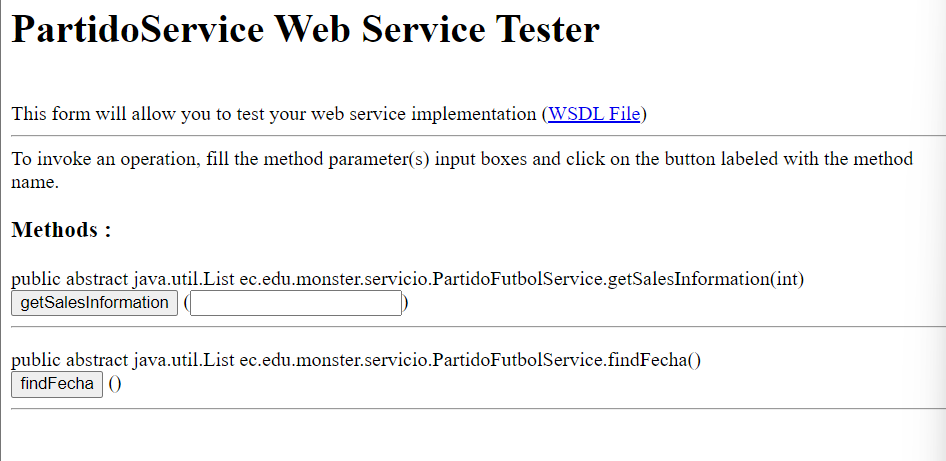 PartidoService Web Service Tester
This form will allow you to test your web service implementation (WSDL File)
To invoke an operation, fill the method parameter(s) input boxes and click on the button labeled with the method
name.
Methods :
public abstract java.util.List ec.edu.monster.servicio.PartidoFutbolService.getSalesInformation(int)
getSalesInformation ( )
public abstract java.util.List ec.edu.monster.servicio.PartidoFutbolService.findFecha()
findFecha ()